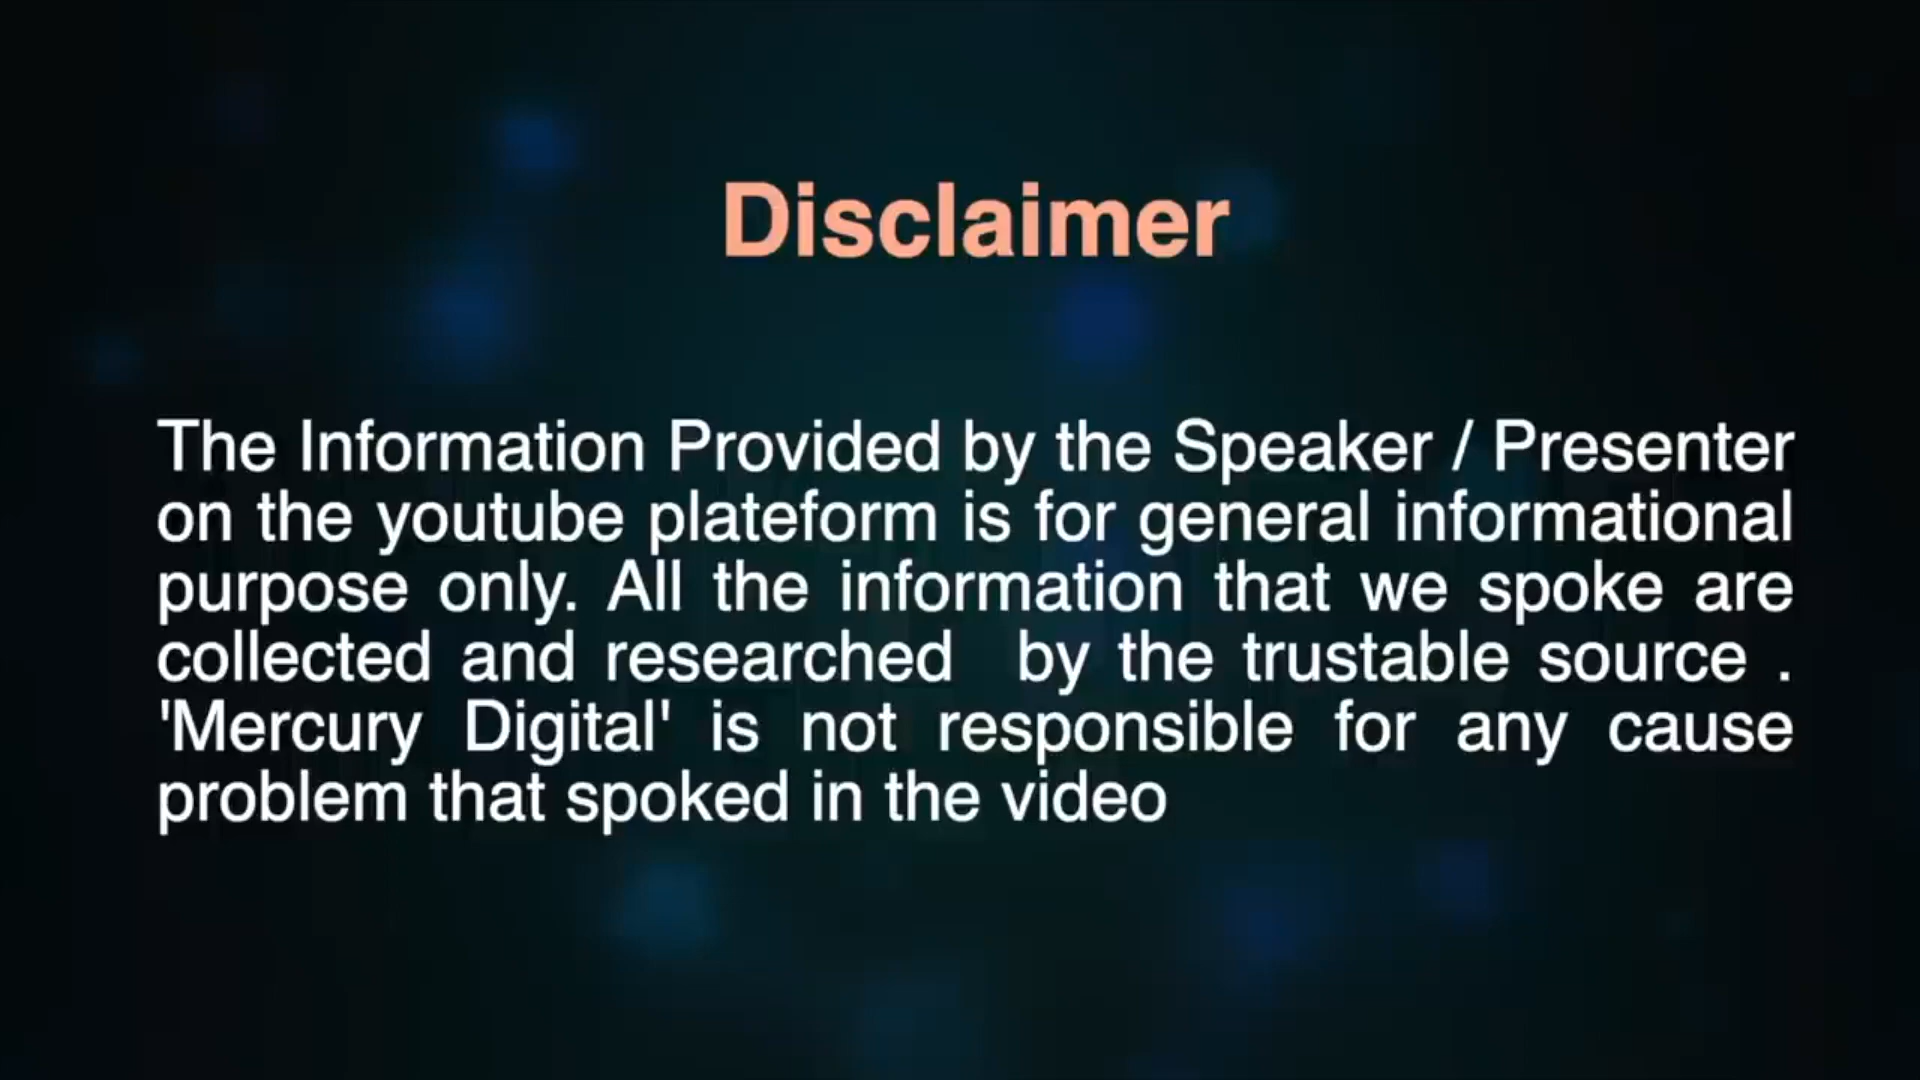 Disclaimer
The Information Provided by the Speaker / Presenter
on the youtube plateform is for general informational
purpose only. All the information that we spoke are
collected and researched  by the trustable source .
'Mercury Digital' is not responsible for any cause
problem that spoked in the video